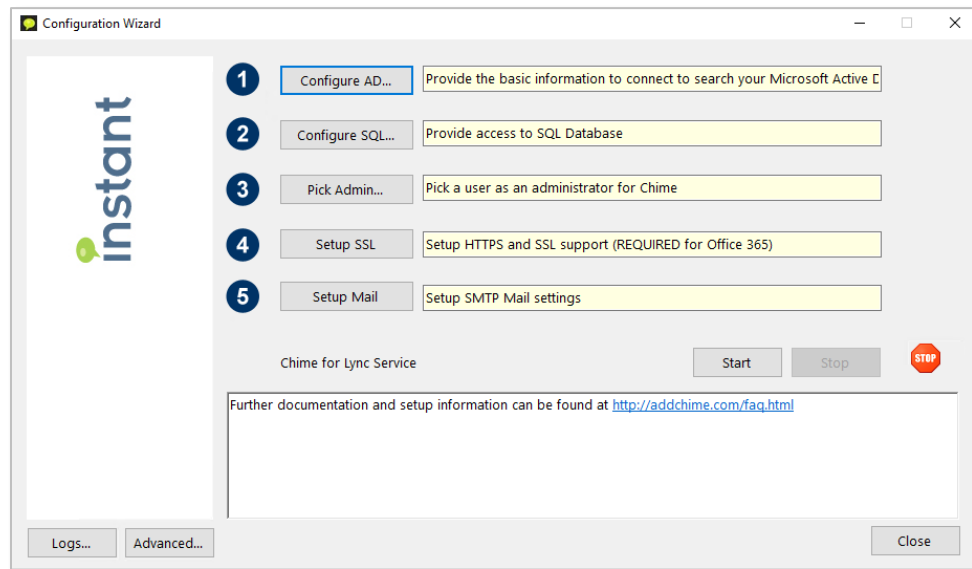 Configuration Wizard
instant
1 Configure AD... Provide the basic information to connect to search your Microsoft Active D
2 Configure SQL... Provide access to SQL Database
3 Pick Admin... Pick a user as an administrator for Chime
4 Setup SSL Setup HTTPS and SSL support (REQUIRED for Office 365)
5 Setup Mail Setup SMTP Mail settings
Chime for Lync Service Start Stop STOP
Further documentation and setup information can be found at http://addchime.com/faq.html
Logs... Advanced... Close